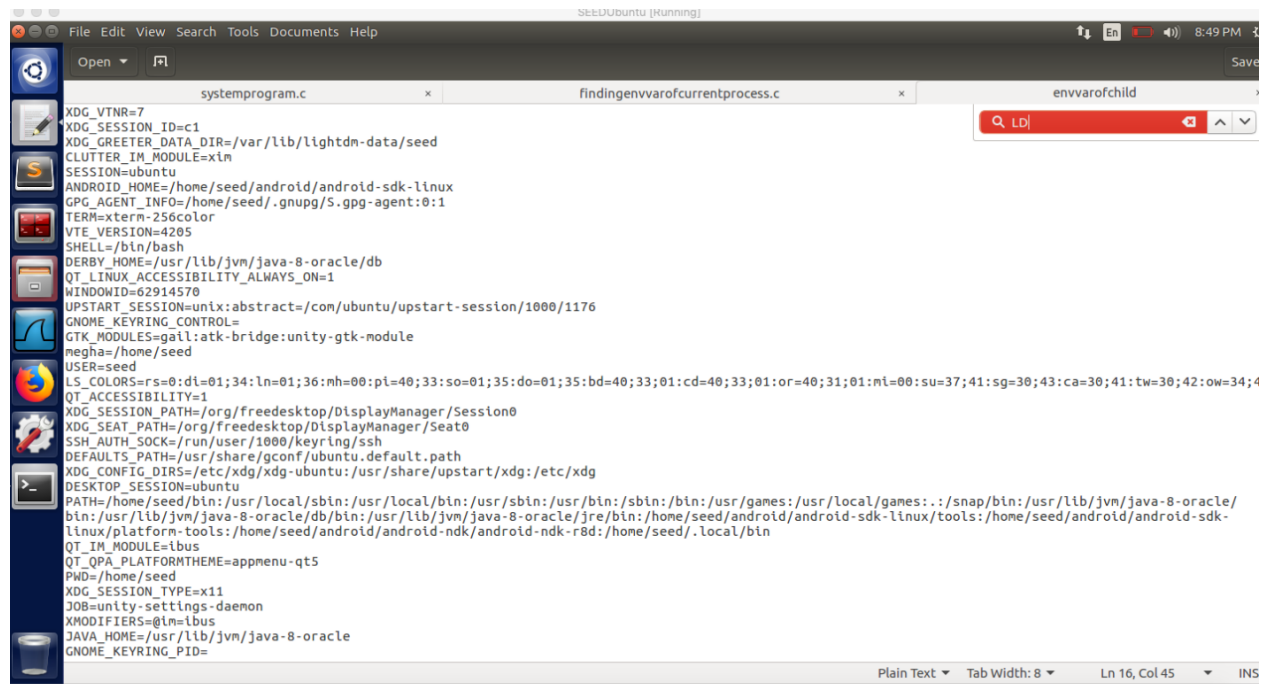 SEEDUbuntu [Running]
File Edit View Search Tools Documents Help
En
8:49 PM
Open
Save
systemprogram.c ×
findingenvvarofcurrentprocess.c ×
envvarofchild
LD
XDG_VTNR=7
XDG_SESSION_ID=c1
XDG_GREETER_DATA_DIR=/var/lib/lightdm-data/seed
CLUTTER_IM_MODULE=xim
SESSION=ubuntu
ANDROID_HOME=/home/seed/android/android-sdk-linux
GPG_AGENT_INFO=/home/seed/.gnupg/S.gpg-agent:0:1
TERM=xterm-256color
VTE_VERSION=4205
SHELL=/bin/bash
DERBY_HOME=/usr/lib/jvm/java-8-oracle/db
QT_LINUX_ACCESSIBILITY_ALWAYS_ON=1
WINDOWID=62914570
UPSTART_SESSION=unix:abstract=/com/ubuntu/upstart-session/1000/1176
GNOME_KEYRING_CONTROL=
GTK_MODULES=gail:atk-bridge:unity-gtk-module
megha=/home/seed
USER=seed
LS_COLORS=rs=0:di=01;34:ln=01;36:mh=00:pi=40;33:so=01;35:do=01;35:bd=40;33;01:cd=40;33;01:or=40;31;01:mi=00:su=37;41:sg=30;43:ca=30;41:tw=30;42:ow=34;4
QT_ACCESSIBILITY=1
XDG_SESSION_PATH=/org/freedesktop/DisplayManager/Session0
XDG_SEAT_PATH=/org/freedesktop/DisplayManager/Seat0
SSH_AUTH_SOCK=/run/user/1000/keyring/ssh
DEFAULTS_PATH=/usr/share/gconf/ubuntu.default.path
XDG_CONFIG_DIRS=/etc/xdg/xdg-ubuntu:/usr/share/upstart/xdg:/etc/xdg
DESKTOP_SESSION=ubuntu
PATH=/home/seed/bin:/usr/local/sbin:/usr/local/bin:/usr/sbin:/usr/bin:/sbin:/bin:/usr/games:/usr/local/games:.:/snap/bin:/usr/lib/jvm/java-8-oracle/
bin:/usr/lib/jvm/java-8-oracle/db/bin:/usr/lib/jvm/java-8-oracle/jre/bin:/home/seed/android/android-sdk-linux/tools:/home/seed/android/android-sdk-
linux/platform-tools:/home/seed/android/android-ndk/android-ndk-r8d:/home/seed/.local/bin
QT_IM_MODULE=ibus
QT_QPA_PLATFORMTHEME=appmenu-qt5
PWD=/home/seed
XDG_SESSION_TYPE=x11
JOB=unity-settings-daemon
XMODIFIERS=@im=ibus
JAVA_HOME=/usr/lib/jvm/java-8-oracle
GNOME_KEYRING_PID=
Plain Text Tab Width: 8 Ln 16, Col 45 INS